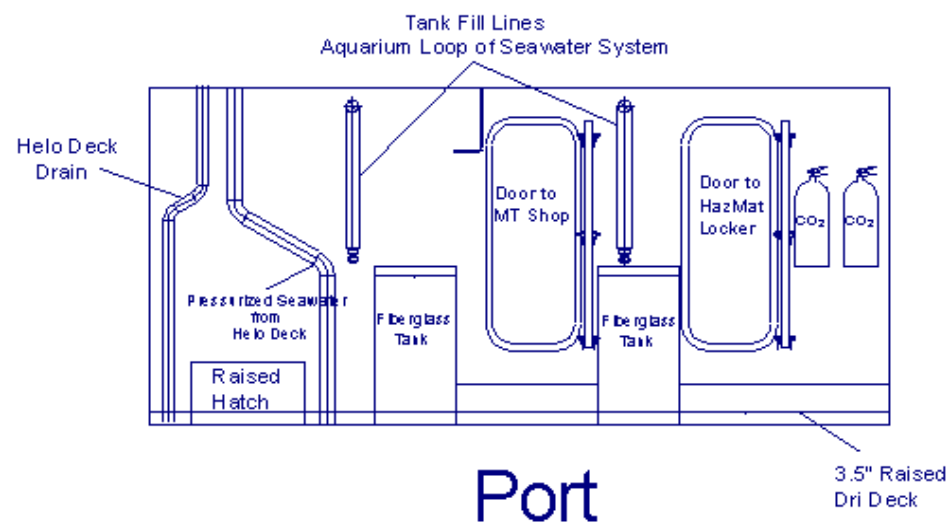 Tank Fill Lines
Aquarium Loop of Seawater System
Helo Deck
Drain
Door to
MT Shop
Door to
HazMat
Locker
CO₂
CO₂
Pressurized Seawater
from
Helo Deck
Fiberglass
Tank
Fiberglass
Tank
Raised
Hatch
3.5" Raised
Dri Deck
Port